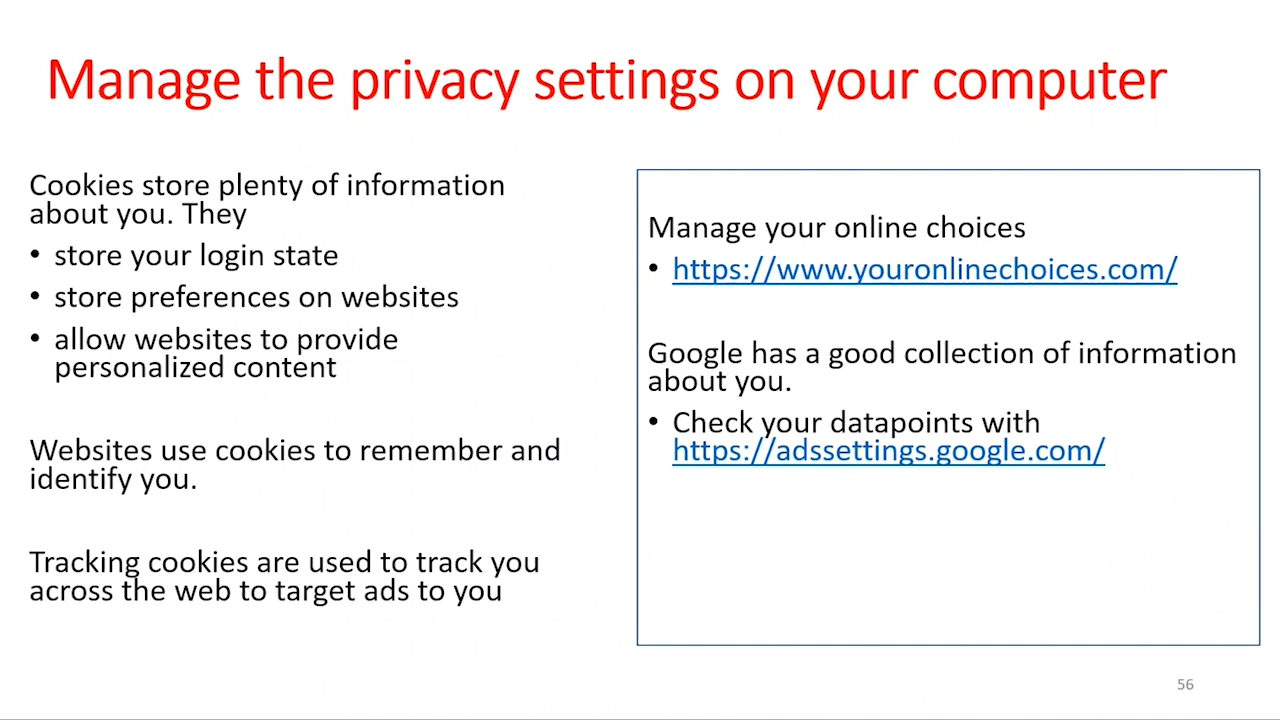 Manage the privacy settings on your computer
Cookies store plenty of information
about you. They
• store your login state
• store preferences on websites
• allow websites to provide
personalized content
Websites use cookies to remember and
identify you.
Tracking cookies are used to track you
across the web to target ads to you
Manage your online choices
• https://www.youronlinechoices.com/
Google has a good collection of information
about you.
• Check your datapoints with
https://adssettings.google.com/
56